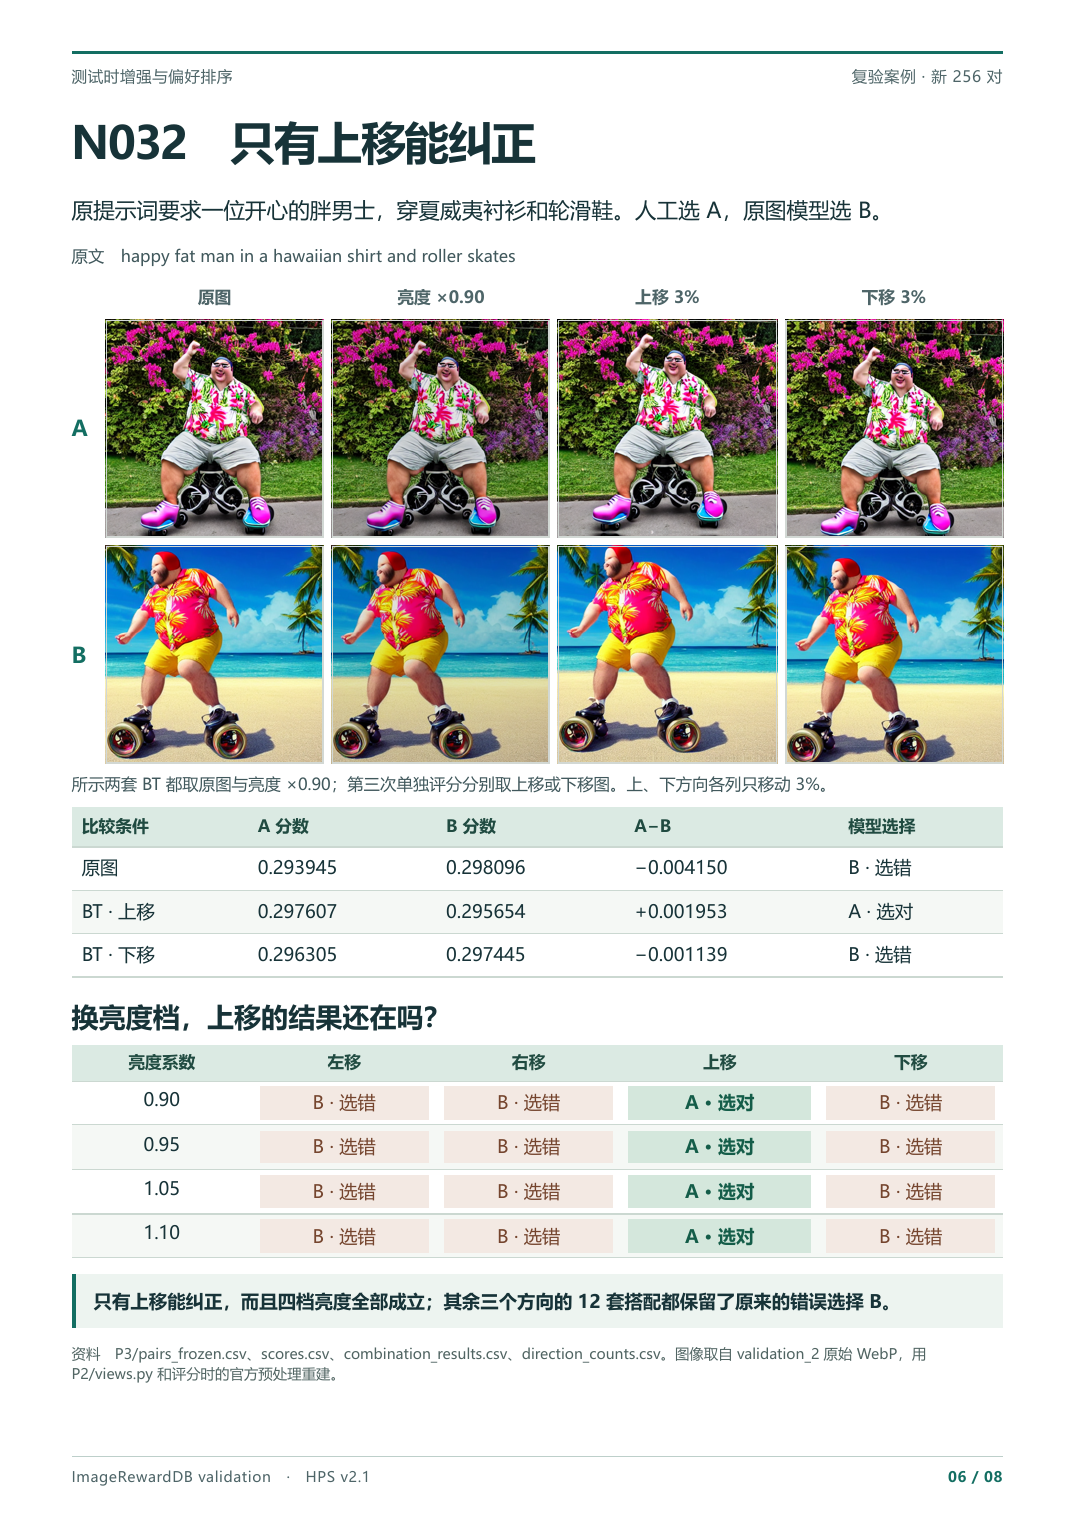 测试时增强与偏好排序
复验案例 · 新 256 对
N032 只有上移能纠正
原提示词要求一位开心的胖男士，穿夏威夷衬衫和轮滑鞋。人工选 A，原图模型选 B。
原文 happy fat man in a hawaiian shirt and roller skates
原图 亮度 ×0.90 上移 3% 下移 3%
A
B
所示两套 BT 都取原图与亮度 ×0.90；第三次单独评分分别取上移或下移图。上、下方向各列只移动 3%。
比较条件 A 分数 B 分数 A−B 模型选择
原图 0.293945 0.298096 −0.004150 B · 选错
BT · 上移 0.297607 0.295654 +0.001953 A · 选对
BT · 下移 0.296305 0.297445 −0.001139 B · 选错
换亮度档，上移的结果还在吗？
亮度系数 左移 右移 上移 下移
0.90 B · 选错 B · 选错 A · 选对 B · 选错
0.95 B · 选错 B · 选错 A · 选对 B · 选错
1.05 B · 选错 B · 选错 A · 选对 B · 选错
1.10 B · 选错 B · 选错 A · 选对 B · 选错
只有上移能纠正，而且四档亮度全部成立；其余三个方向的 12 套搭配都保留了原来的错误选择 B。
资料 P3/pairs_frozen.csv、scores.csv、combination_results.csv、direction_counts.csv。图像取自 validation_2 原始 WebP，用
P2/views.py 和评分时的官方预处理重建。
ImageRewardDB validation · HPS v2.1
06 / 08